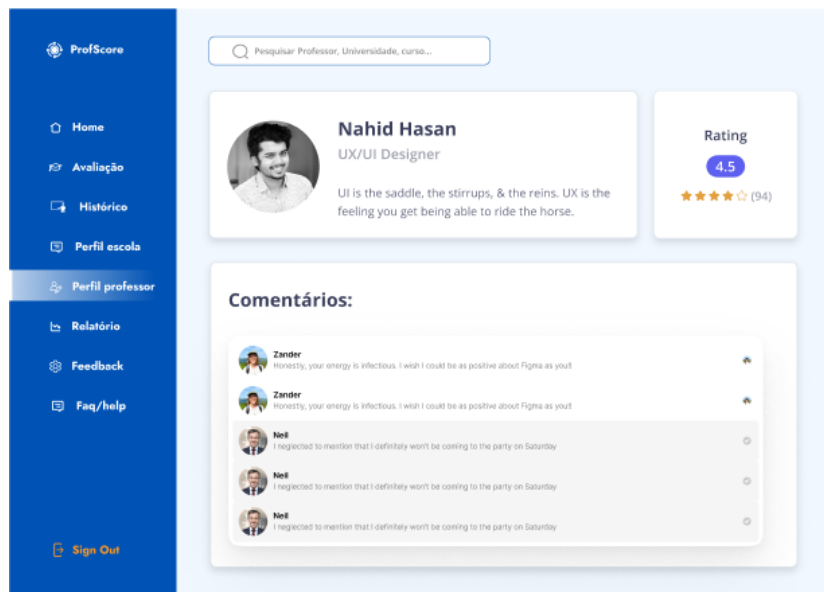 ProfScore
Home
Avaliação
Histórico
Perfil escola
Perfil professor
Relatório
Feedback
Faq/help
Sign Out
Pesquisar Professor, Universidade, curso...
Nahid Hasan
UX/UI Designer
UI is the saddle, the stirrups, & the reins. UX is the
feeling you get being able to ride the horse.
Rating
4.5
(94)
Comentários:
Zander
Honestly, your energy is infectious. I wish I could be as positive about Figma as you!!
Zander
Honestly, your energy is infectious. I wish I could be as positive about Figma as you!!
Neil
I neglected to mention that I definitely won't be coming to the party on Saturday
Neil
I neglected to mention that I definitely won't be coming to the party on Saturday
Neil
I neglected to mention that I definitely won't be coming to the party on Saturday